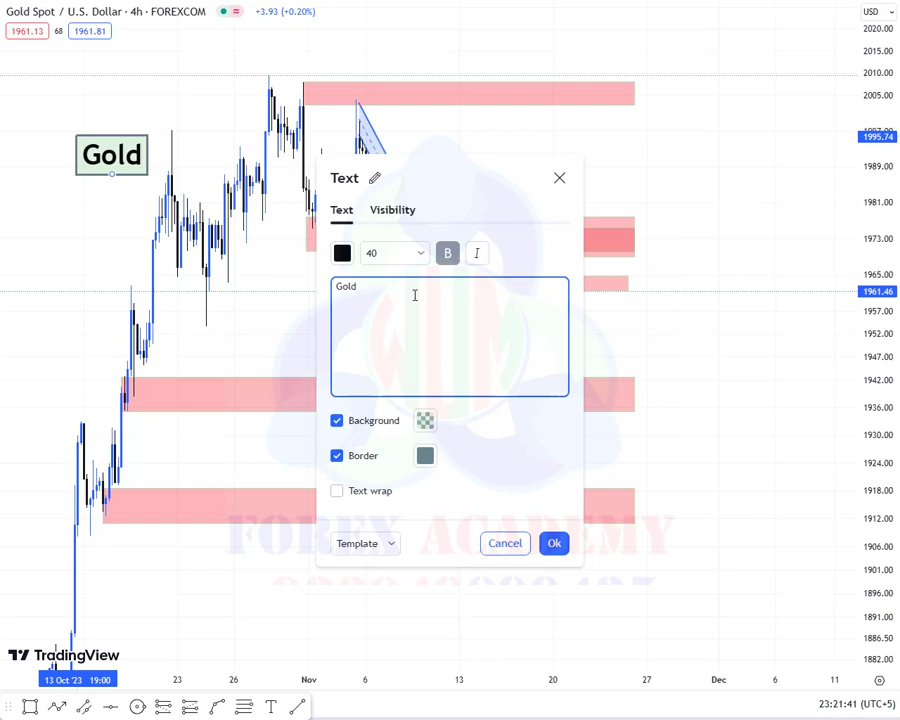 Gold Spot / U.S. Dollar · 4h · FOREXCOM +3.93 (+0.20%)
USD
1961.13 68 1961.81
2020.00
2015.00
2010.00
2005.00
1995.74
Gold
1989.00
Text
1981.00
Text Visibility
1973.00
40 B I
1965.00
Gold
1961.46
1957.00
1952.00
1947.00
1942.00
1936.00
Background
1930.00
Border
1924.00
Text wrap
1918.00
1912.00
FOREX ACADEMY
Template Cancel Ok
1906.00
1901.00
1896.00
1891.00
1886.50
TradingView
1882.00
13 Oct '23 19:00 23 26 Nov 6 13 20 27 Dec 6 11
T
23:21:41 (UTC+5)